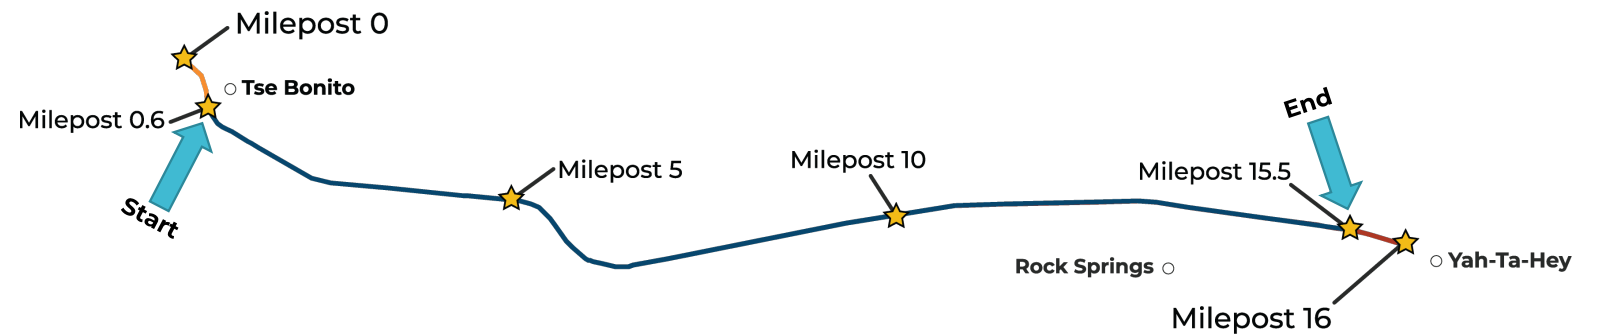 Milepost 0
Tse Bonito
Milepost 0.6
Start
Milepost 5
Milepost 10
End
Milepost 15.5
Rock Springs
Yah-Ta-Hey
Milepost 16